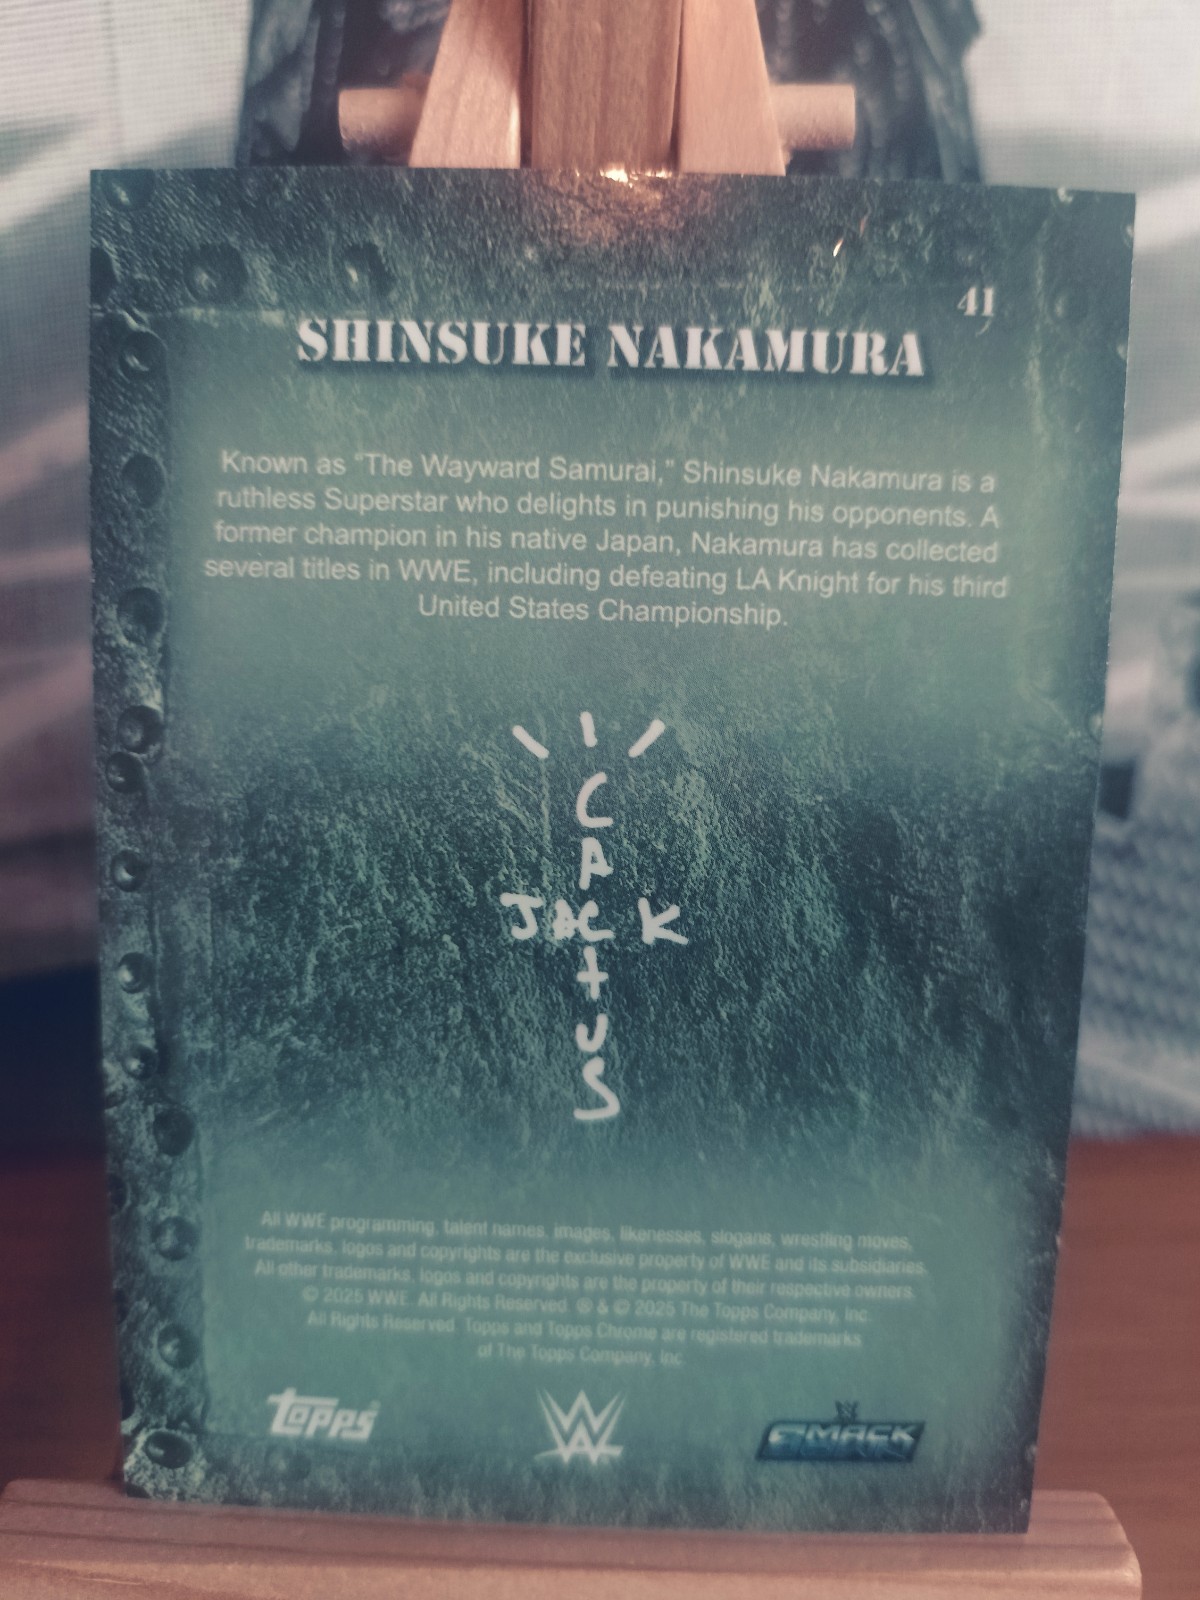 41
SHINSUKE NAKAMURA
Known as “The Wayward Samurai,” Shinsuke Nakamura is a
ruthless Superstar who delights in punishing his opponents. A
former champion in his native Japan, Nakamura has collected
several titles in WWE, including defeating LA Knight for his third
United States Championship.
C
A
JACK
T
U
S
All WWE programming, talent names, images, likenesses, slogans, wrestling moves,
trademarks, logos and copyrights are the exclusive property of WWE and its subsidiaries.
All other trademarks, logos and copyrights are the property of their respective owners.
© 2025 WWE. All Rights Reserved. ® & © 2025 The Topps Company, Inc.
All Rights Reserved. Topps and Topps Chrome are registered trademarks
of The Topps Company, Inc.
topps W SMACK DOWN